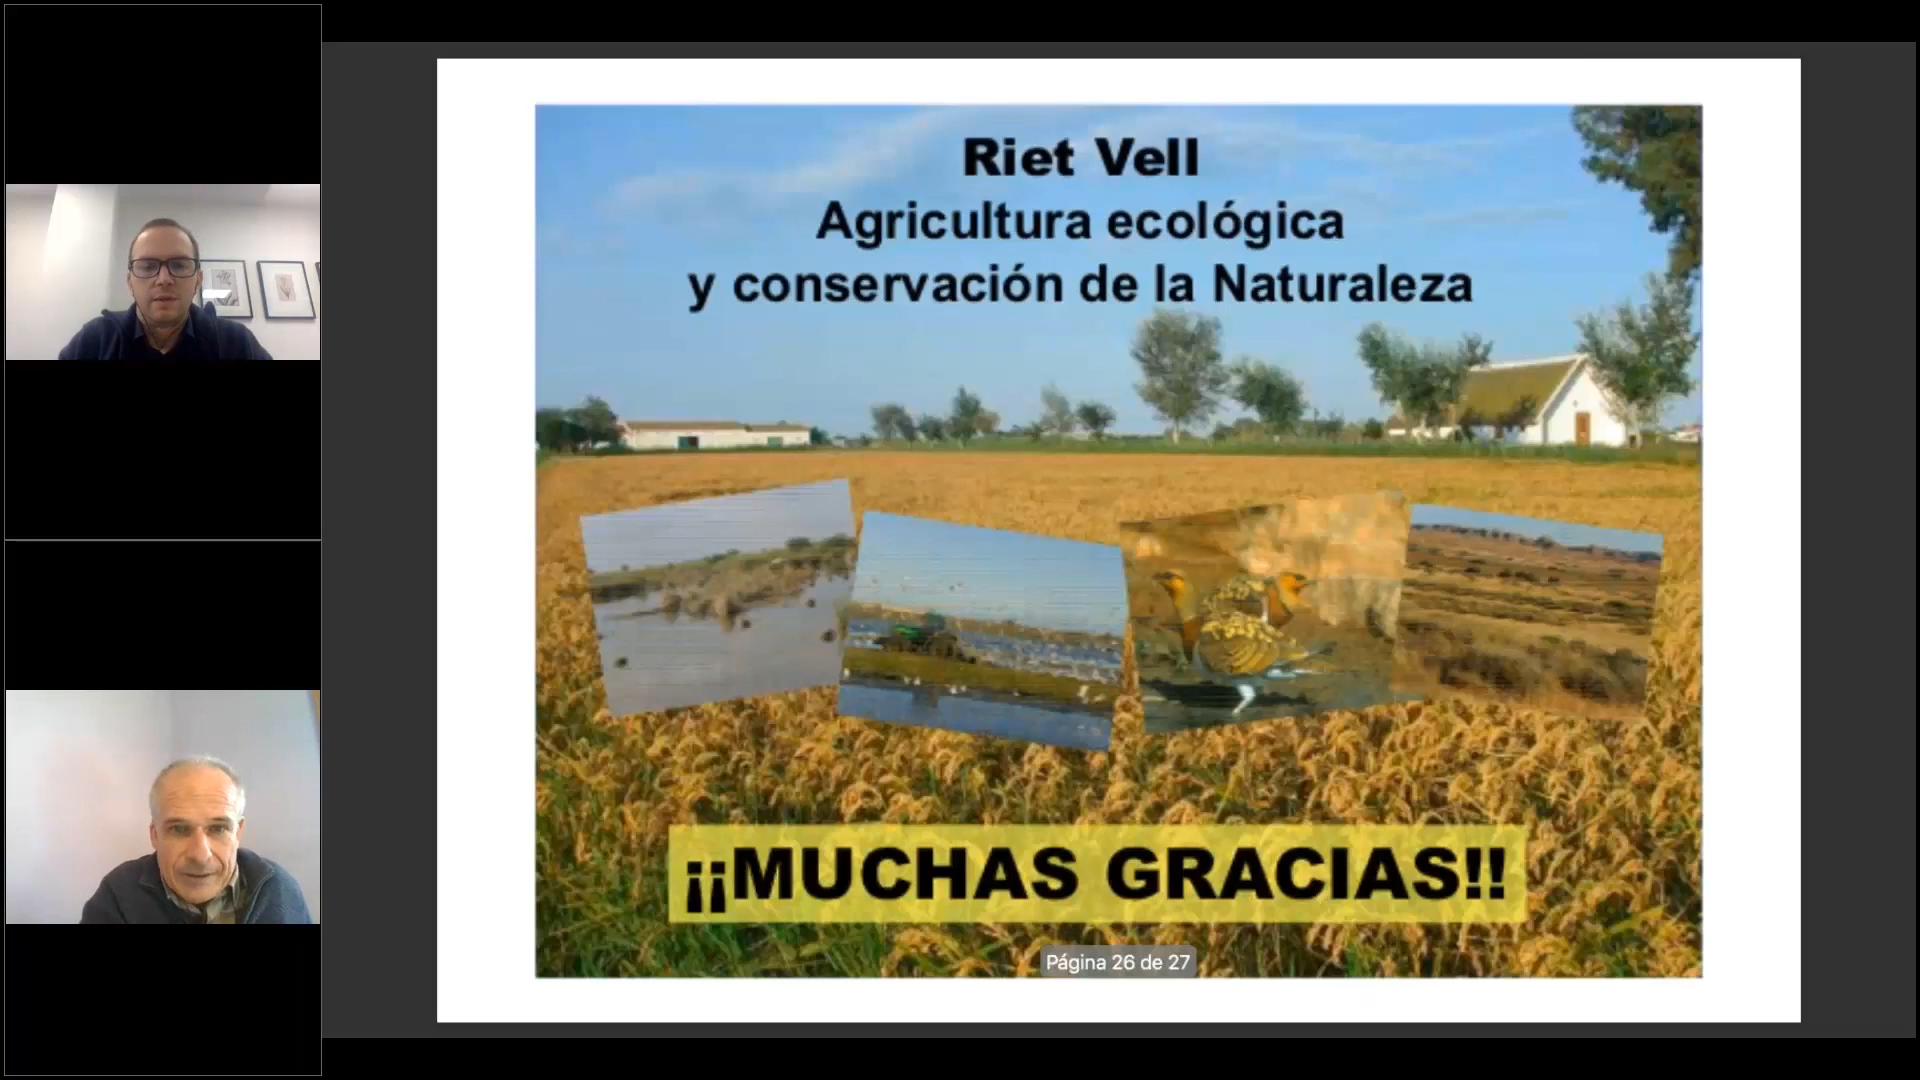 Riet Vell
Agricultura ecológica
y conservación de la Naturaleza
¡¡MUCHAS GRACIAS!!
Página 26 de 27